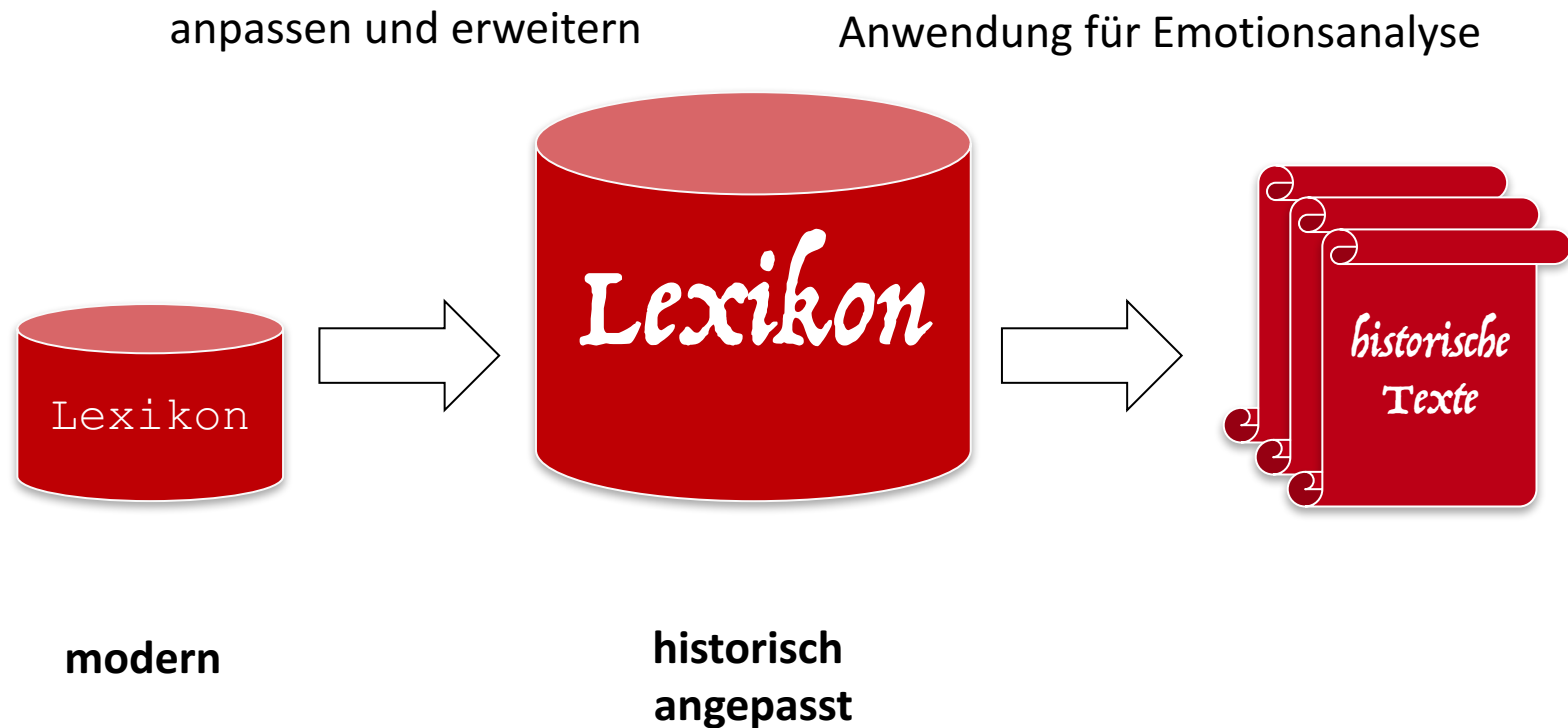 anpassen und erweitern
Anwendung für Emotionsanalyse
Lexikon
Lexikon
historische
Texte
modern
historisch
angepasst